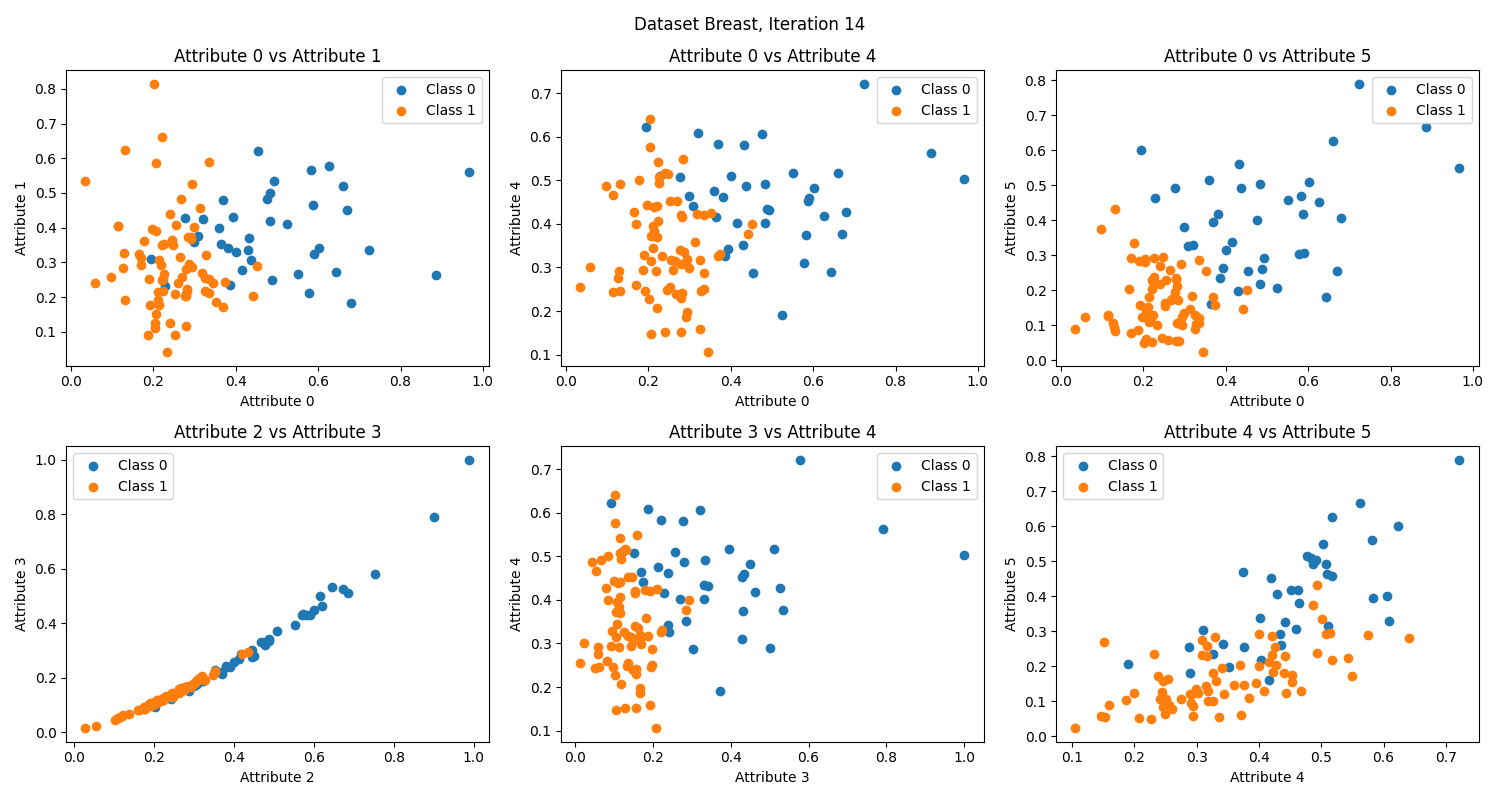 Dataset Breast, Iteration 14
Attribute 0 vs Attribute 1
Class 0
Class 1
0.8
0.7
0.6
0.5
0.4
0.3
0.2
0.1
Attribute 1
0.0 0.2 0.4 0.6 0.8 1.0
Attribute 0
Attribute 0 vs Attribute 4
Class 0
Class 1
0.7
0.6
0.5
0.4
0.3
0.2
0.1
Attribute 4
0.0 0.2 0.4 0.6 0.8 1.0
Attribute 0
Attribute 0 vs Attribute 5
Class 0
Class 1
0.8
0.7
0.6
0.5
0.4
0.3
0.2
0.1
0.0
Attribute 5
0.0 0.2 0.4 0.6 0.8 1.0
Attribute 0
Attribute 2 vs Attribute 3
Class 0
Class 1
1.0
0.8
0.6
0.4
0.2
0.0
Attribute 3
0.0 0.2 0.4 0.6 0.8 1.0
Attribute 2
Attribute 3 vs Attribute 4
Class 0
Class 1
0.7
0.6
0.5
0.4
0.3
0.2
0.1
Attribute 4
0.0 0.2 0.4 0.6 0.8 1.0
Attribute 3
Attribute 4 vs Attribute 5
Class 0
Class 1
0.8
0.7
0.6
0.5
0.4
0.3
0.2
0.1
0.0
Attribute 5
0.1 0.2 0.3 0.4 0.5 0.6 0.7
Attribute 4